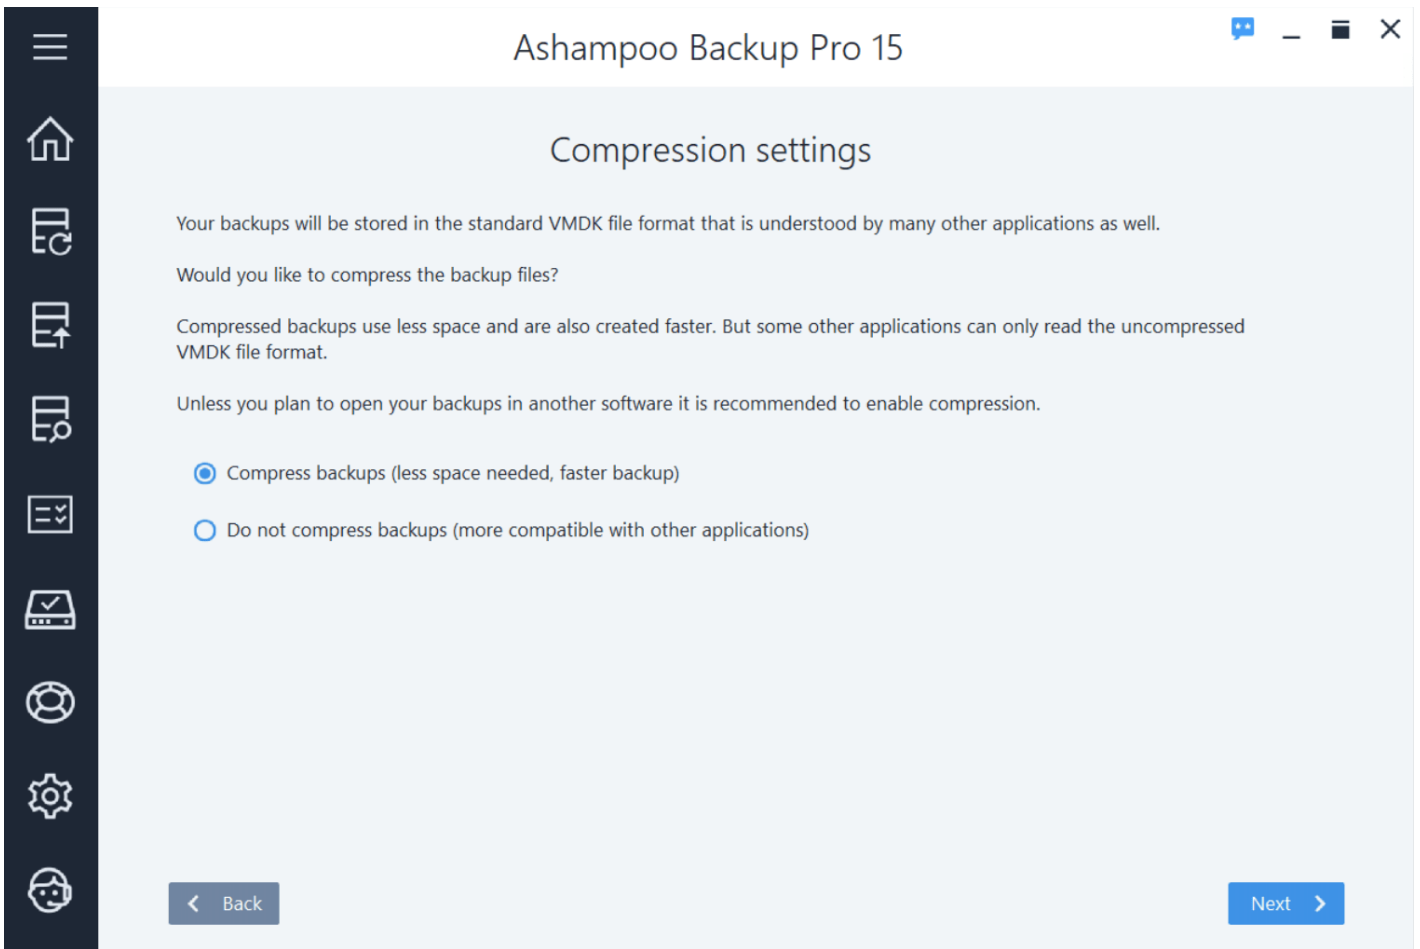 Ashampoo Backup Pro 15
Compression settings
Your backups will be stored in the standard VMDK file format that is understood by many other applications as well.
Would you like to compress the backup files?
Compressed backups use less space and are also created faster. But some other applications can only read the uncompressed
VMDK file format.
Unless you plan to open your backups in another software it is recommended to enable compression.
Compress backups (less space needed, faster backup)
Do not compress backups (more compatible with other applications)
Back
Next